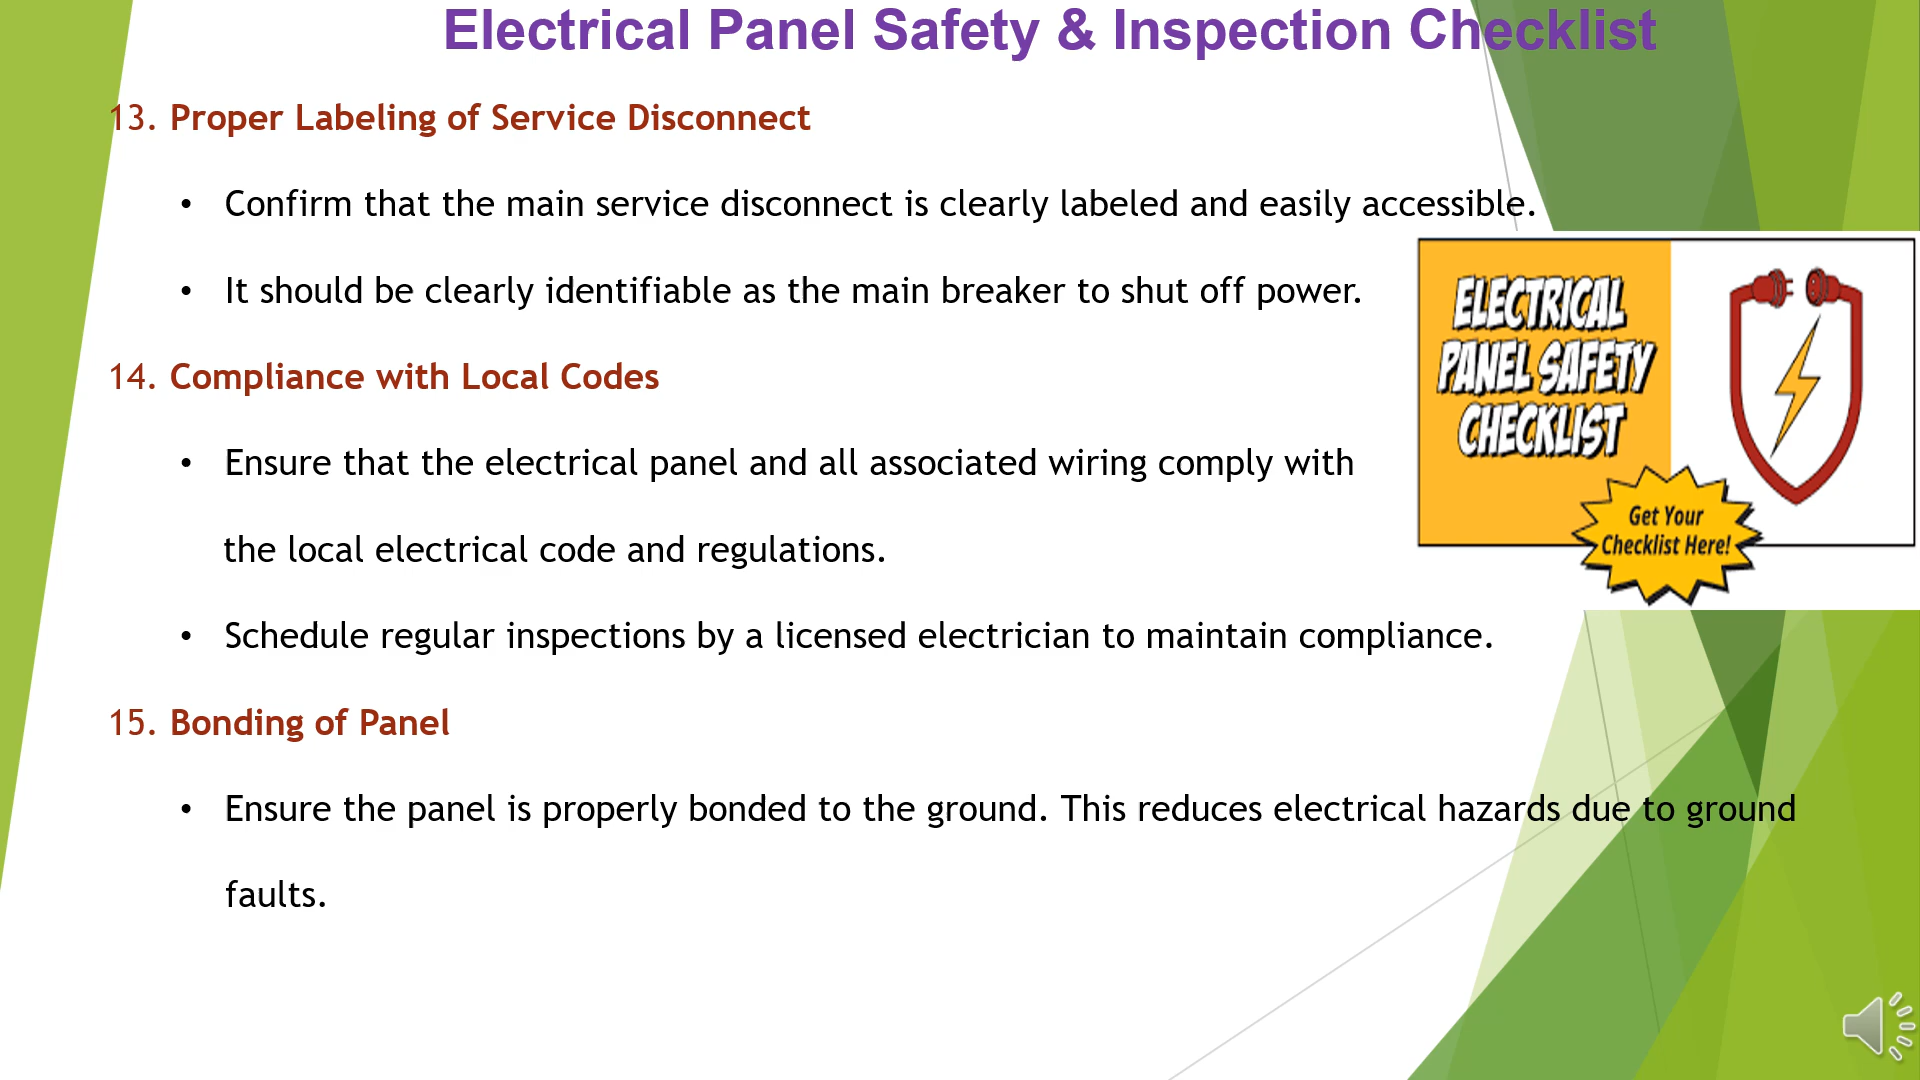 Electrical Panel Safety & Inspection Checklist
13. Proper Labeling of Service Disconnect
• Confirm that the main service disconnect is clearly labeled and easily accessible.
• It should be clearly identifiable as the main breaker to shut off power.
14. Compliance with Local Codes
• Ensure that the electrical panel and all associated wiring comply with
the local electrical code and regulations.
• Schedule regular inspections by a licensed electrician to maintain compliance.
15. Bonding of Panel
• Ensure the panel is properly bonded to the ground. This reduces electrical hazards due to ground
faults.
ELECTRICAL
PANEL SAFETY
CHECKLIST
Get Your
Checklist Here!